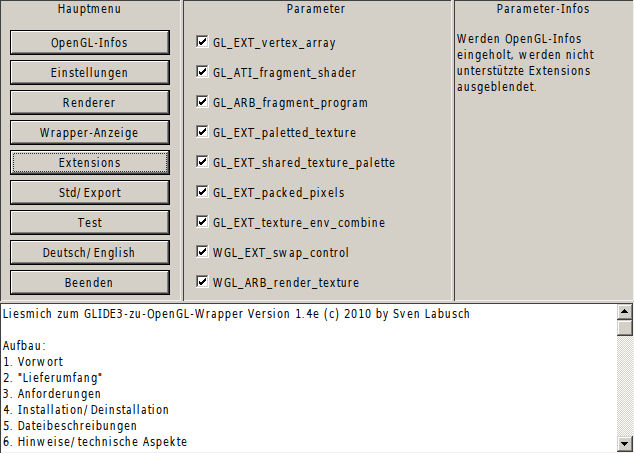 Hauptmenu
OpenGL-Infos
Einstellungen
Renderer
Wrapper-Anzeige
Extensions
Std/Export
Test
Deutsch/English
Beenden
Parameter
GL_EXT_vertex_array
GL_ATI_fragment_shader
GL_ARB_fragment_program
GL_EXT_paletted_texture
GL_EXT_shared_texture_palette
GL_EXT_packed_pixels
GL_EXT_texture_env_combine
WGL_EXT_swap_control
WGL_ARB_render_texture
Parameter-Infos
Werden OpenGL-Infos
eingeholt, werden nicht
unterstützte Extensions
ausgeblendet.
Liesmich zum GLIDE3-zu-OpenGL-Wrapper Version 1.4e (c) 2010 by Sven Labusch
Aufbau:
1. Vorwort
2. "Lieferumfang"
3. Anforderungen
4. Installation/Deinstallation
5. Dateibeschreibungen
6. Hinweise/technische Aspekte